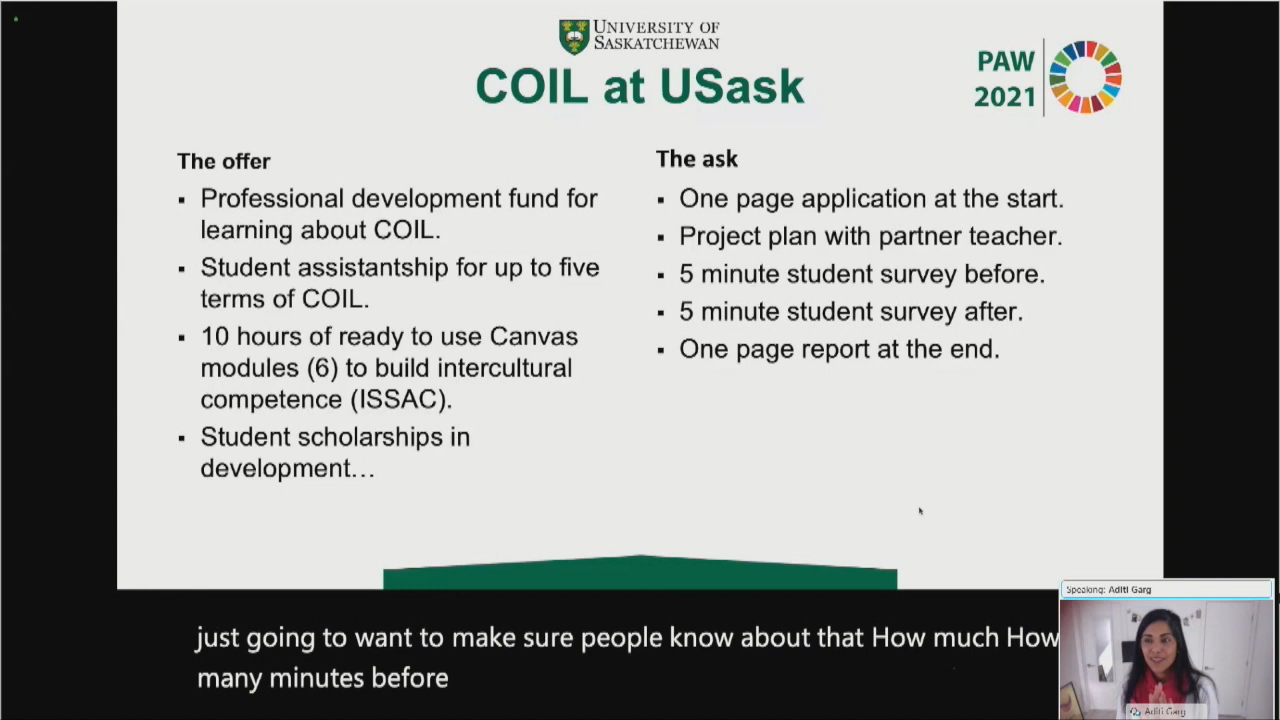 UNIVERSITY OF
SASKATCHEWAN
COIL at USask
PAW
2021
The offer
▪ Professional development fund for
learning about COIL.
▪ Student assistantship for up to five
terms of COIL.
▪ 10 hours of ready to use Canvas
modules (6) to build intercultural
competence (ISSAC).
▪ Student scholarships in
development…
The ask
▪ One page application at the start.
▪ Project plan with partner teacher.
▪ 5 minute student survey before.
▪ 5 minute student survey after.
▪ One page report at the end.
Speaking: Aditi Garg
Aditi Garg
just going to want to make sure people know about that How much How
many minutes before